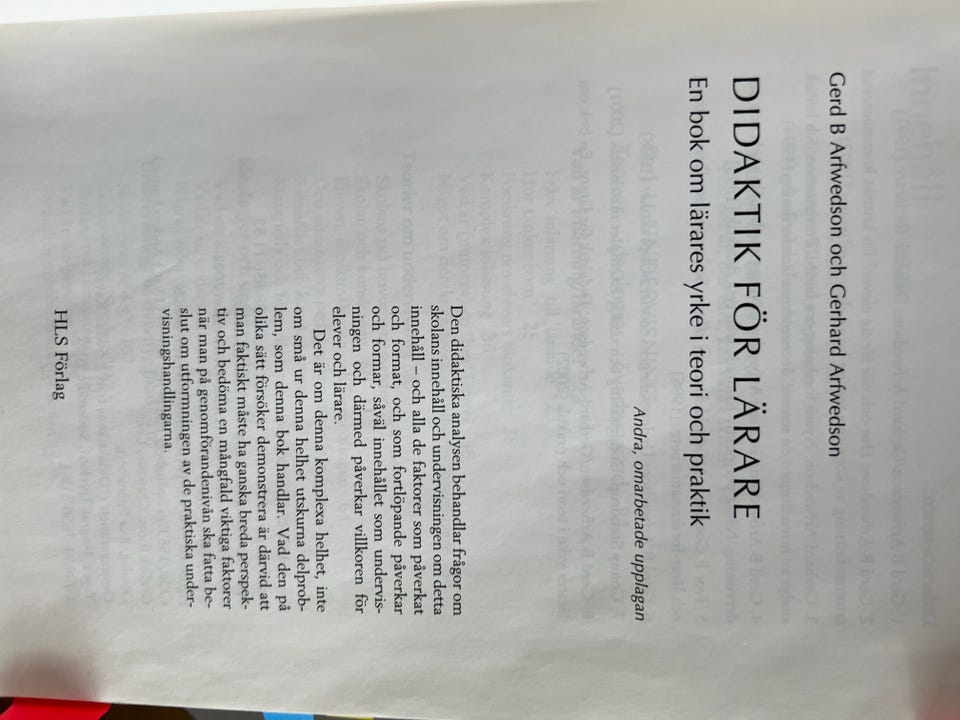 Gerd B Arfwedson och Gerhard Arfwedson
DIDAKTIK FÖR LÄRARE
En bok om lärares yrke i teori och praktik
Andra, omarbetade upplagan
Den didaktiska analysen behandlar frågor om
skolans innehåll och undervisningen om detta
innehåll – och alla de faktorer som påverkat
och format, och som fortlöpande påverkar
och formar, såväl innehållet som undervis-
ningen och därmed påverkar villkoren för
elever och lärare.
Det är om denna komplexa helhet, inte
om små ur denna helhet utskurna delprob-
lem, som denna bok handlar. Vad den på
olika sätt försöker demonstrera är därvid att
man faktiskt måste ha ganska breda perspek-
tiv och bedöma en mångfald viktiga faktorer
när man på genomförandenivån ska fatta be-
slut om utformningen av de praktiska under-
visningshandlingarna.
HLS Förlag